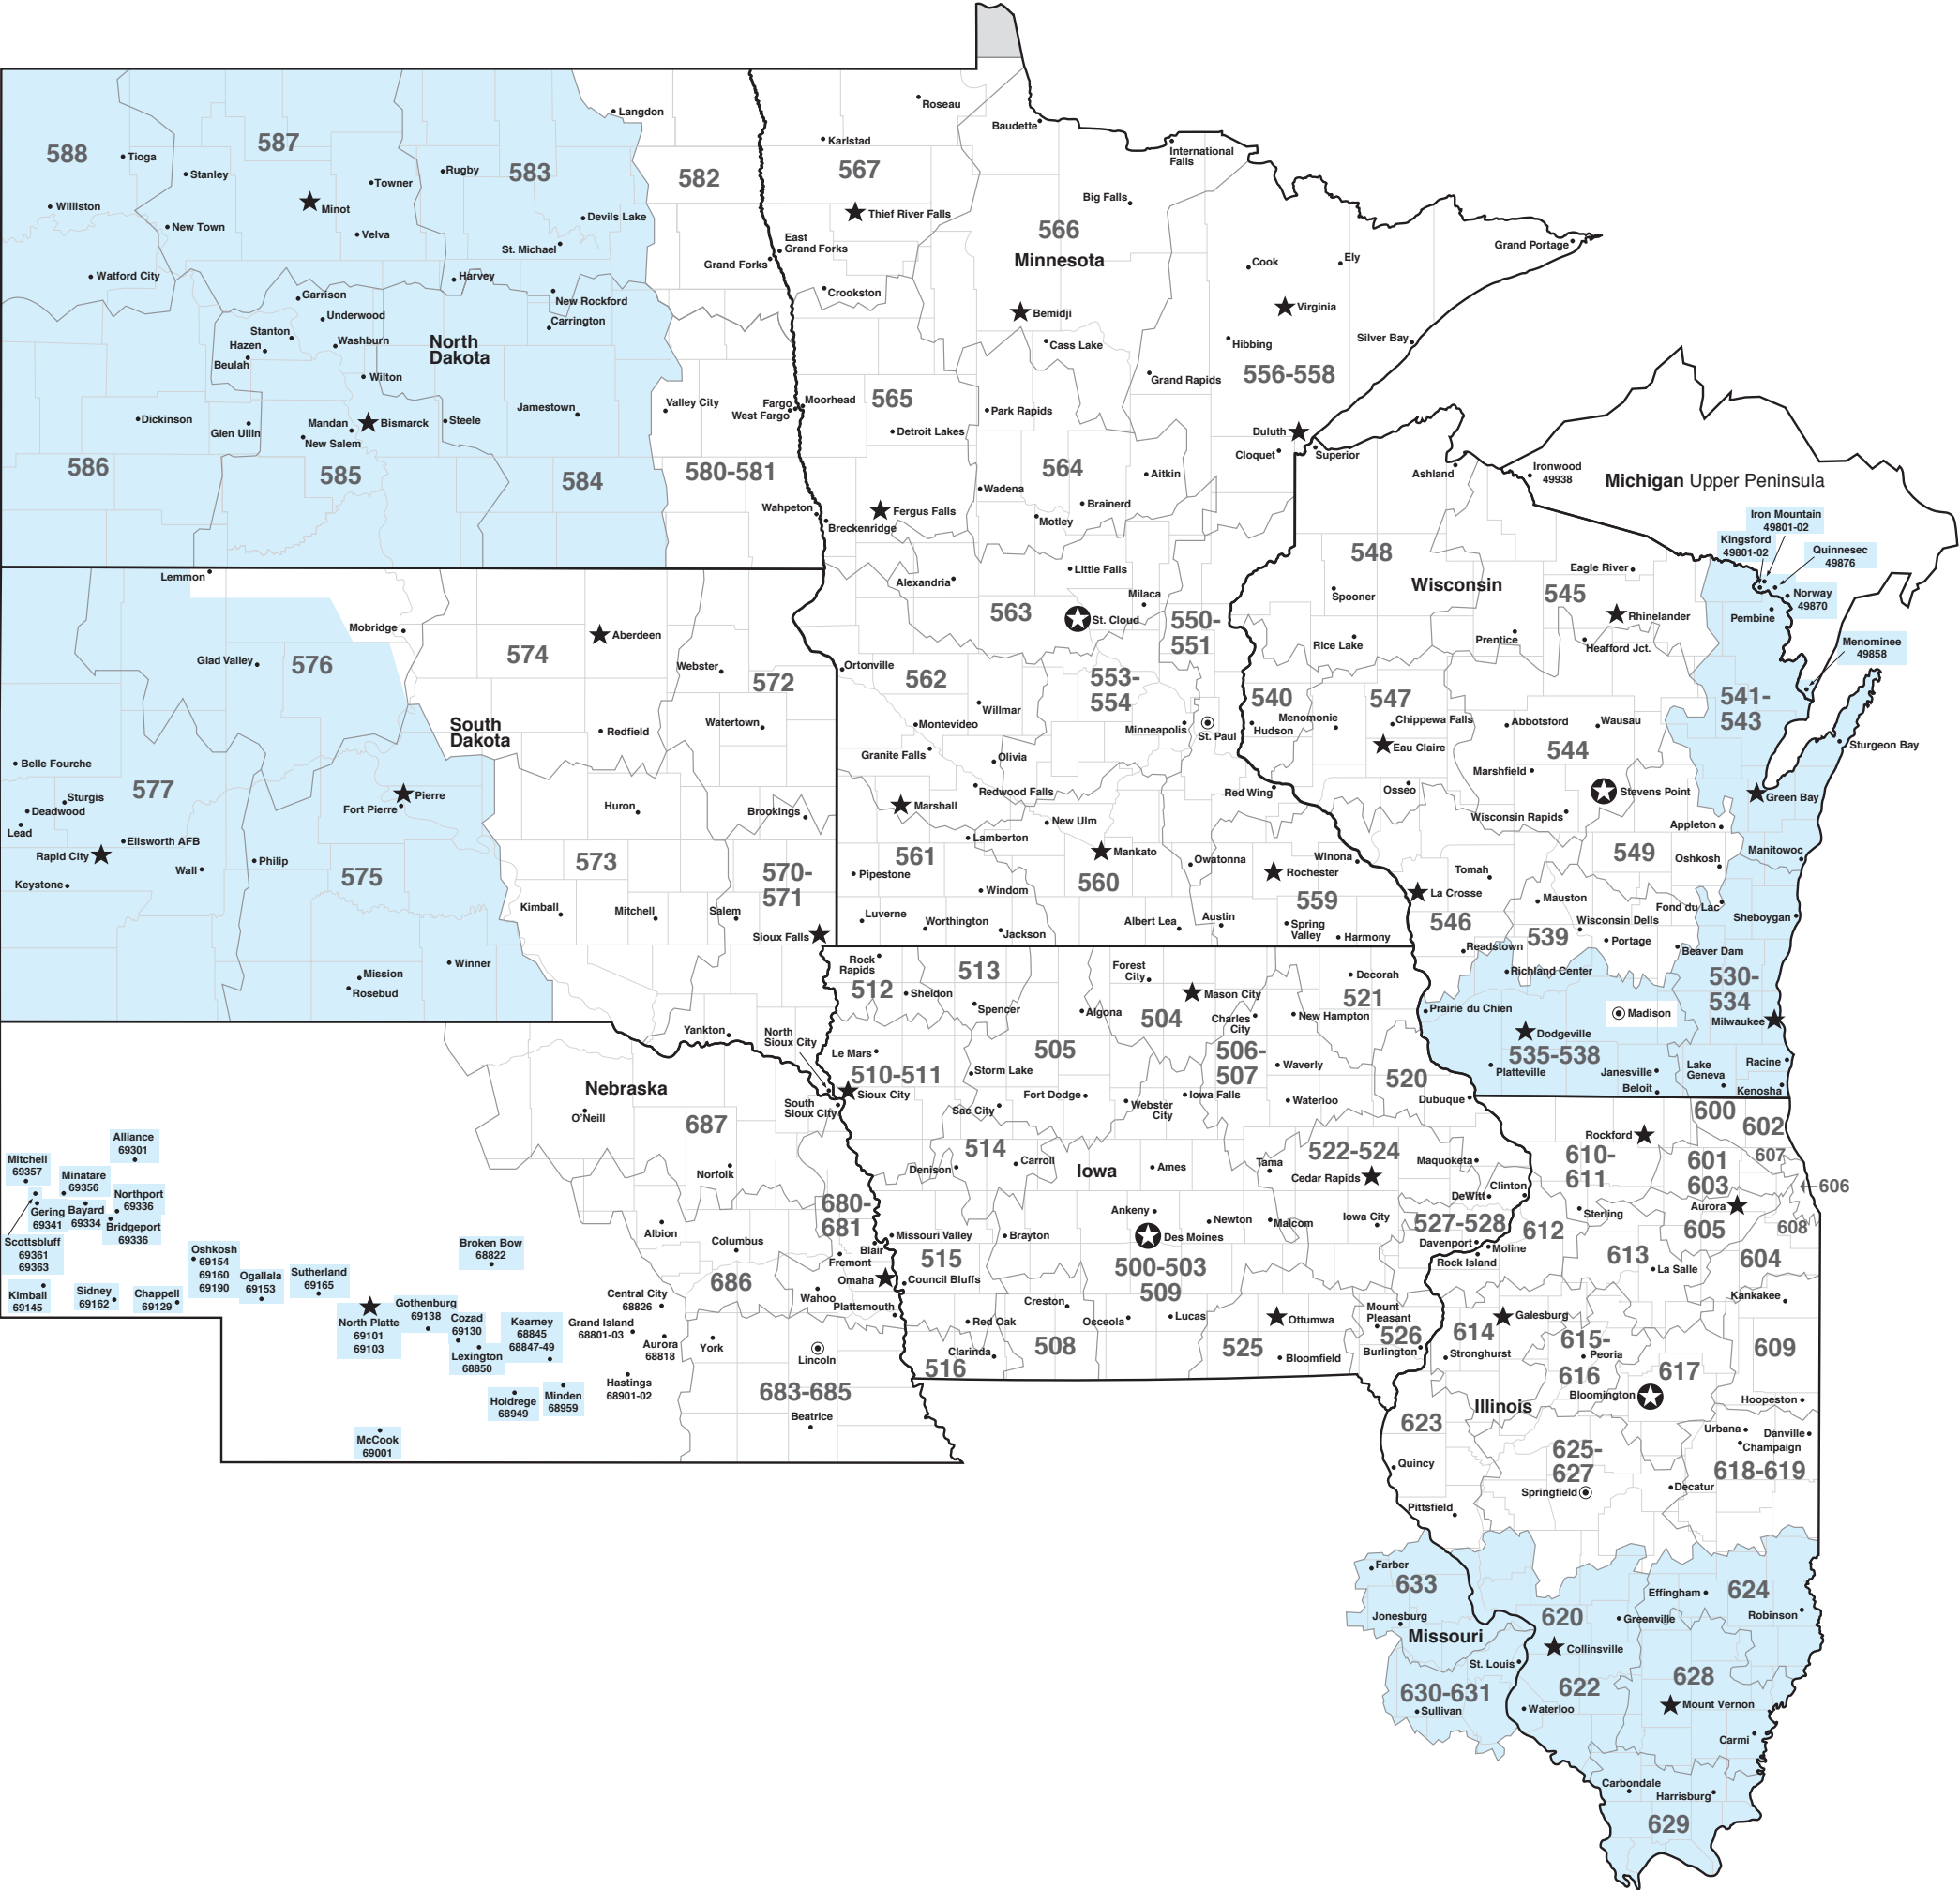 588
Tioga
Williston
Watford City
587
Stanley
Towner
Minot
New Town
Velva
583
Rugby
Devils Lake
St. Michael
Harvey
New Rockford
Carrington
Langdon
582
Grand Forks
Garrison
Underwood
Stanton
Washburn
Hazen
Beulah
Wilton
North
Dakota
Dickinson
Glen Ullin
Mandan
Bismarck
New Salem
Steele
Jamestown
Valley City
Fargo
West Fargo
586
585
584
580-581
Wahpeton
Roseau
Baudette
Karlstad
567
Thief River Falls
East
Grand Forks
Crookston
International
Falls
Big Falls
566
Minnesota
Bemidji
Cass Lake
Cook
Ely
Grand Portage
Virginia
Hibbing
Silver Bay
Grand Rapids
556-558
Moorhead
565
Park Rapids
Detroit Lakes
Duluth
Cloquet
564
Aitkin
Wadena
Brainerd
Motley
Fergus Falls
Breckenridge
Little Falls
Alexandria
Milaca
563
St. Cloud
550-
551
Ortonville
562
553-
554
Willmar
Montevideo
Minneapolis
St. Paul
Granite Falls
Olivia
Redwood Falls
Red Wing
Marshall
New Ulm
Lamberton
Mankato
561
560
Owatonna
Winona
Rochester
Pipestone
Windom
559
Luverne
Worthington
Jackson
Albert Lea
Austin
Spring
Valley
Harmony
Superior
Ashland
Ironwood
49938
Michigan Upper Peninsula
Iron Mountain
49801-02
Kingsford
49801-02
Quinnesec
49876
Norway
49870
Menominee
49858
548
Wisconsin
Spooner
Rice Lake
Eagle River
545
Rhinelander
Prentice
Heafford Jct.
Pembine
540
Hudson
Menomonie
547
Chippewa Falls
Eau Claire
Osseo
Abbotsford
Wausau
544
Marshfield
Stevens Point
Wisconsin Rapids
541-
543
Sturgeon Bay
Green Bay
Appleton
549
Oshkosh
Manitowoc
Tomah
La Crosse
546
Mauston
Fond du Lac
Wisconsin Dells
Sheboygan
539
Portage
Readstown
Beaver Dam
Richland Center
530-
534
Prairie du Chien
Madison
Milwaukee
Dodgeville
535-538
Platteville
Janesville
Beloit
Lake
Geneva
Racine
Kenosha
Lemmon
Mobridge
Glad Valley
576
574
Aberdeen
Webster
572
South
Dakota
Redfield
Watertown
Belle Fourche
577
Sturgis
Deadwood
Lead
Pierre
Fort Pierre
Huron
Brookings
Ellsworth AFB
Rapid City
Wall
Philip
Keystone
575
573
570-
571
Kimball
Mitchell
Salem
Sioux Falls
Mission
Rosebud
Winner
Yankton
North
Sioux City
Nebraska
O'Neill
687
South
Sioux City
Norfolk
Albion
Columbus
686
680-
681
Blair
Fremont
Omaha
Wahoo
Plattsmouth
Alliance
69301
Mitchell
69357
Minatare
69356
Northport
69336
Gering
69341
Bayard
69334
Bridgeport
69336
Scottsbluff
69361
69363
Kimball
69145
Sidney
69162
Chappell
69129
Oshkosh
69154
69160
69190
Ogallala
69153
Sutherland
69165
Broken Bow
68822
North Platte
69101
69103
Gothenburg
69138
Cozad
69130
Lexington
68850
Kearney
68845
68847-49
Holdrege
68949
Minden
68959
McCook
69001
Central City
68826
Grand Island
68801-03
Aurora
68818
Hastings
68901-02
York
Lincoln
683-685
Beatrice
Rock
Rapids
512
513
Sheldon
Spencer
Forest
City
Mason City
Algona
504
Charles
City
Decorah
521
New Hampton
Le Mars
510-511
Sioux City
505
Storm Lake
506-
507
Waverly
Fort Dodge
Sac City
Webster
City
Iowa Falls
Waterloo
520
Dubuque
514
Denison
Carroll
Iowa
Ames
Tama
522-524
Cedar Rapids
Maquoketa
DeWitt
Clinton
Ankeny
Newton
Malcom
Iowa City
527-528
Davenport
Missouri Valley
Brayton
Des Moines
515
Council Bluffs
500-503
509
Creston
Red Oak
Osceola
Lucas
Ottumwa
Mount
Pleasant
526
Burlington
Clarinda
508
525
Bloomfield
516
600
602
Rockford
610-
611
601
603
607
606
Aurora
605
608
Sterling
612
Moline
Rock Island
613
La Salle
604
Kankakee
Galesburg
614
Stronghurst
615-
Peoria
616
617
609
Bloomington
Hoopeston
Illinois
623
Urbana
Danville
Champaign
625-
627
618-619
Quincy
Springfield
Decatur
Pittsfield
Farber
633
Jonesburg
Missouri
St. Louis
630-631
Sullivan
Effingham
624
620
Greenville
Robinson
Collinsville
622
628
Waterloo
Mount Vernon
Carmi
Carbondale
Harrisburg
629